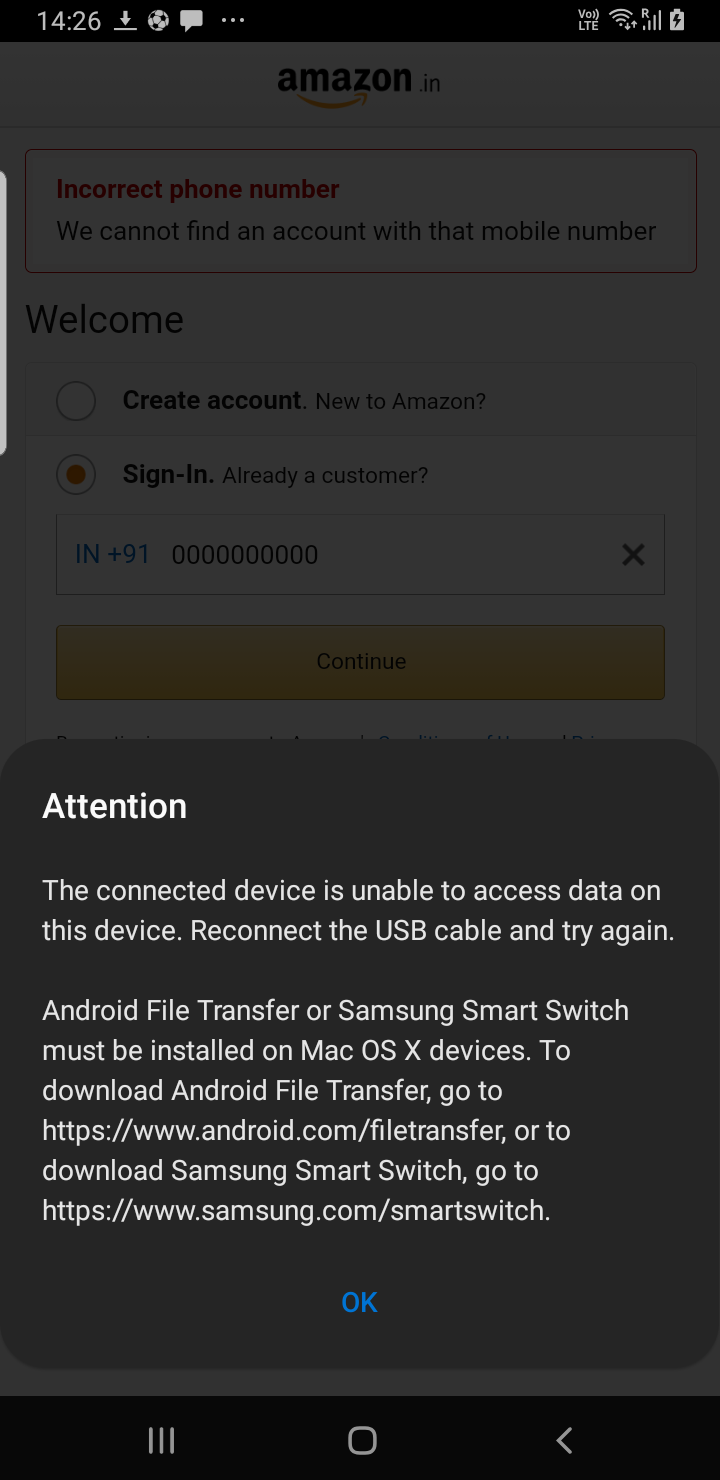 14:26
Vo)) LTE R
amazon.in
Incorrect phone number
We cannot find an account with that mobile number
Welcome
Create account. New to Amazon?
Sign-In. Already a customer?
IN +91 0000000000
Continue
Attention
The connected device is unable to access data on
this device. Reconnect the USB cable and try again.
Android File Transfer or Samsung Smart Switch
must be installed on Mac OS X devices. To
download Android File Transfer, go to
https://www.android.com/filetransfer, or to
download Samsung Smart Switch, go to
https://www.samsung.com/smartswitch.
OK